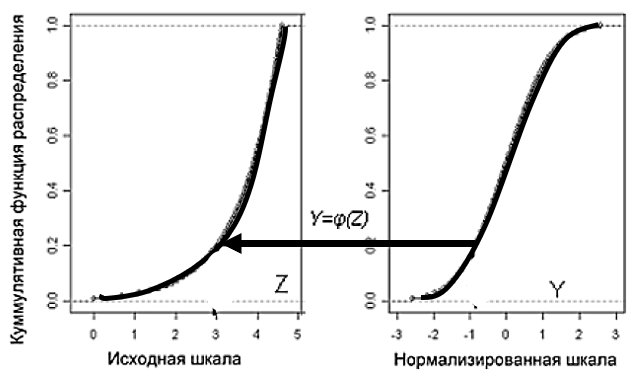 Куммулативная функция распределения
1.0
0.8
0.6
0.4
0.2
0.0
0 1 2 3 4 5
Z
Исходная шкала
Y=φ(Z)
1.0
0.8
0.6
0.4
0.2
0.0
-3 -2 -1 0 1 2 3
Y
Нормализированная шкала